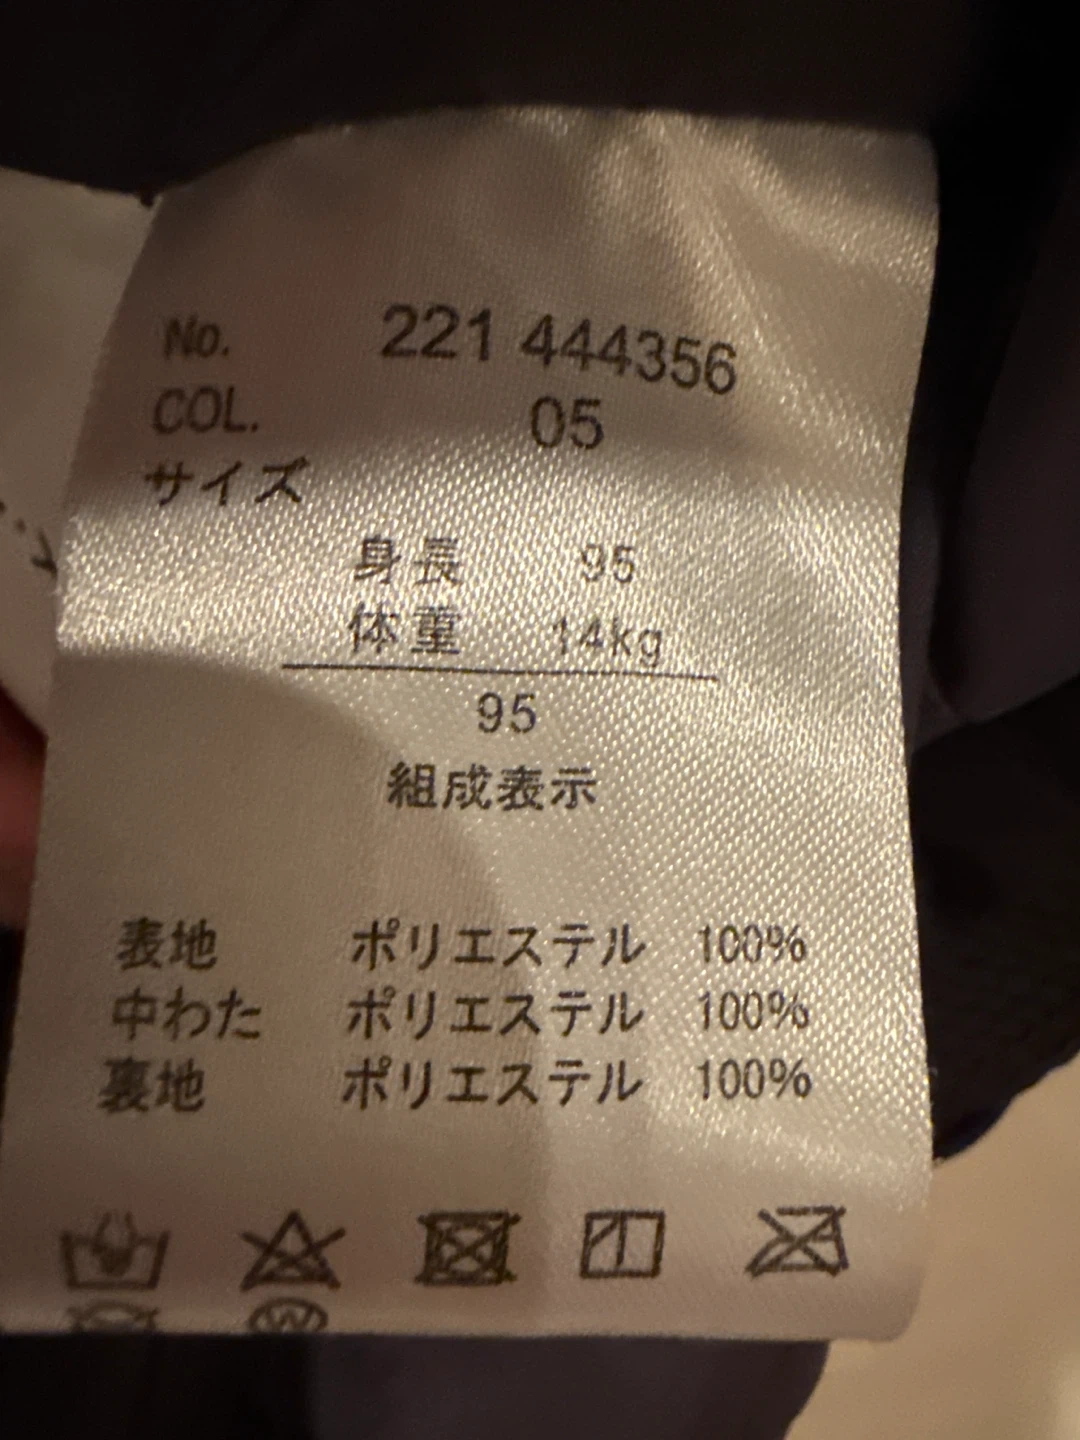 No. 221 444356
COL. 05
サイズ
身長 95
体重 14kg
95
組成表示
表地 ポリエステル 100%
中わた ポリエステル 100%
裏地 ポリエステル 100%
W